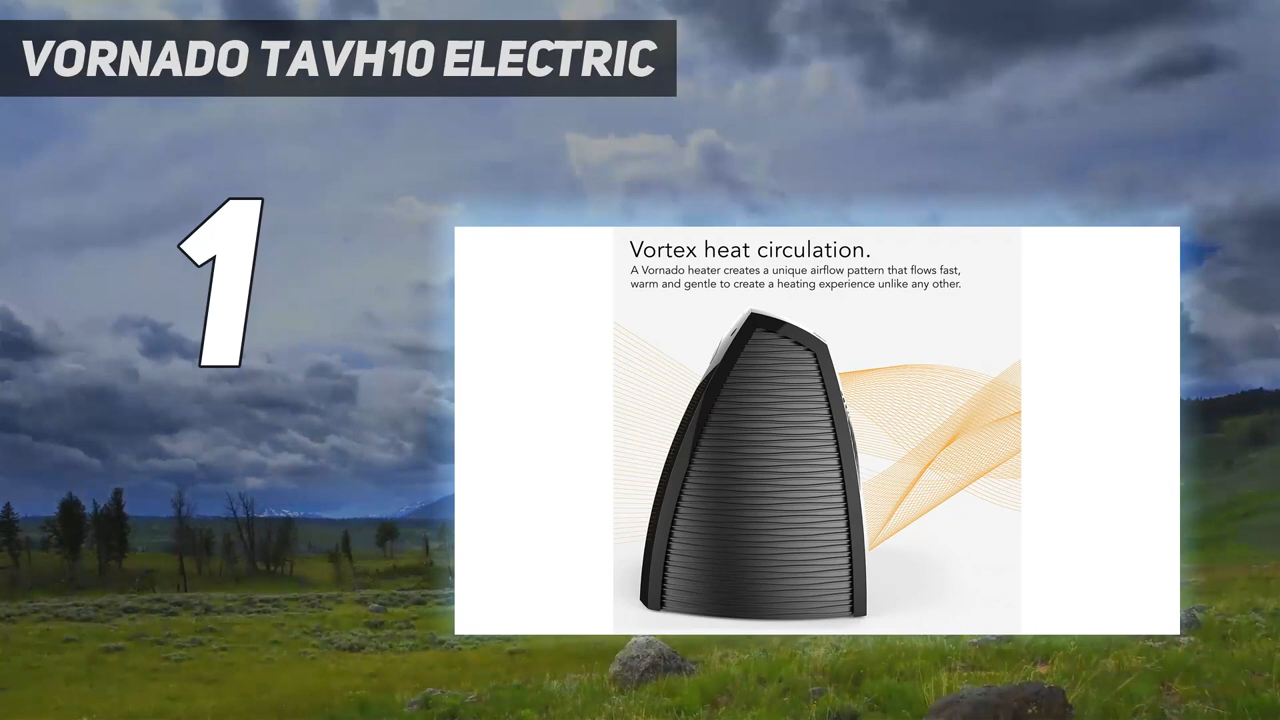 VORNADO TAVH10 ELECTRIC
1
Vortex heat circulation.
A Vornado heater creates a unique airflow pattern that flows fast,
warm and gentle to create a heating experience unlike any other.